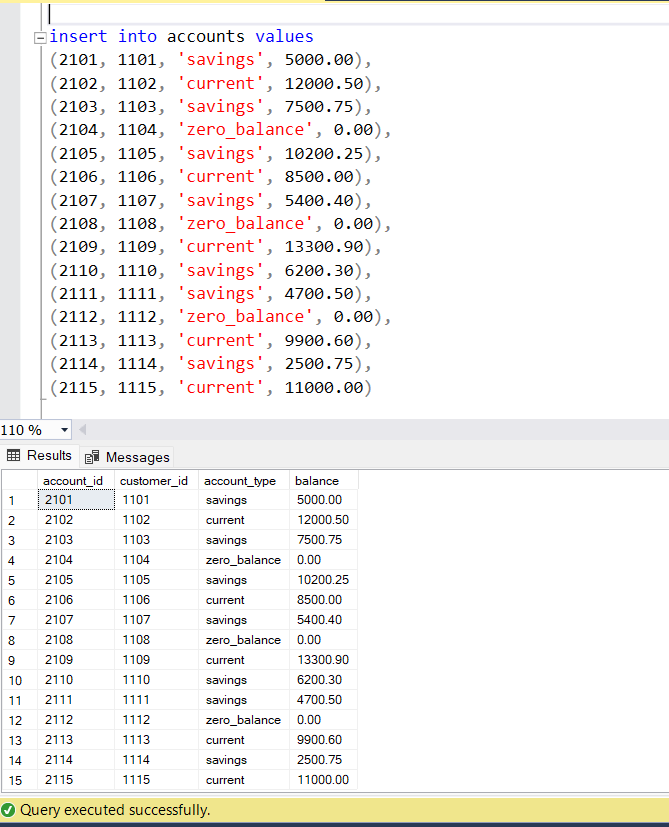 insert into accounts values
(2101, 1101, 'savings', 5000.00),
(2102, 1102, 'current', 12000.50),
(2103, 1103, 'savings', 7500.75),
(2104, 1104, 'zero_balance', 0.00),
(2105, 1105, 'savings', 10200.25),
(2106, 1106, 'current', 8500.00),
(2107, 1107, 'savings', 5400.40),
(2108, 1108, 'zero_balance', 0.00),
(2109, 1109, 'current', 13300.90),
(2110, 1110, 'savings', 6200.30),
(2111, 1111, 'savings', 4700.50),
(2112, 1112, 'zero_balance', 0.00),
(2113, 1113, 'current', 9900.60),
(2114, 1114, 'savings', 2500.75),
(2115, 1115, 'current', 11000.00)
110 %
Results Messages
account_id customer_id account_type balance
1 2101 1101 savings 5000.00
2 2102 1102 current 12000.50
3 2103 1103 savings 7500.75
4 2104 1104 zero_balance 0.00
5 2105 1105 savings 10200.25
6 2106 1106 current 8500.00
7 2107 1107 savings 5400.40
8 2108 1108 zero_balance 0.00
9 2109 1109 current 13300.90
10 2110 1110 savings 6200.30
11 2111 1111 savings 4700.50
12 2112 1112 zero_balance 0.00
13 2113 1113 current 9900.60
14 2114 1114 savings 2500.75
15 2115 1115 current 11000.00
Query executed successfully.